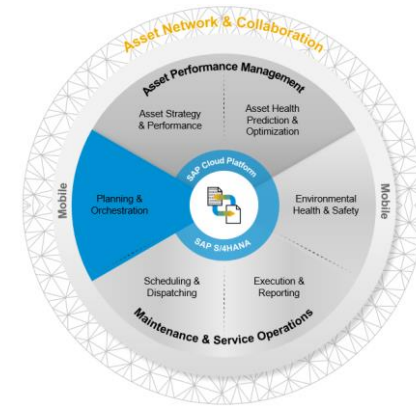 Asset Network & Collaboration
Asset Performance Management
Asset Strategy
& Performance
Asset Health
Prediction &
Optimization
SAP Cloud Platform
Mobile
Planning &
Orchestration
Environmental
Health & Safety
Mobile
SAP S/4HANA
Scheduling &
Dispatching
Execution &
Reporting
Maintenance & Service Operations